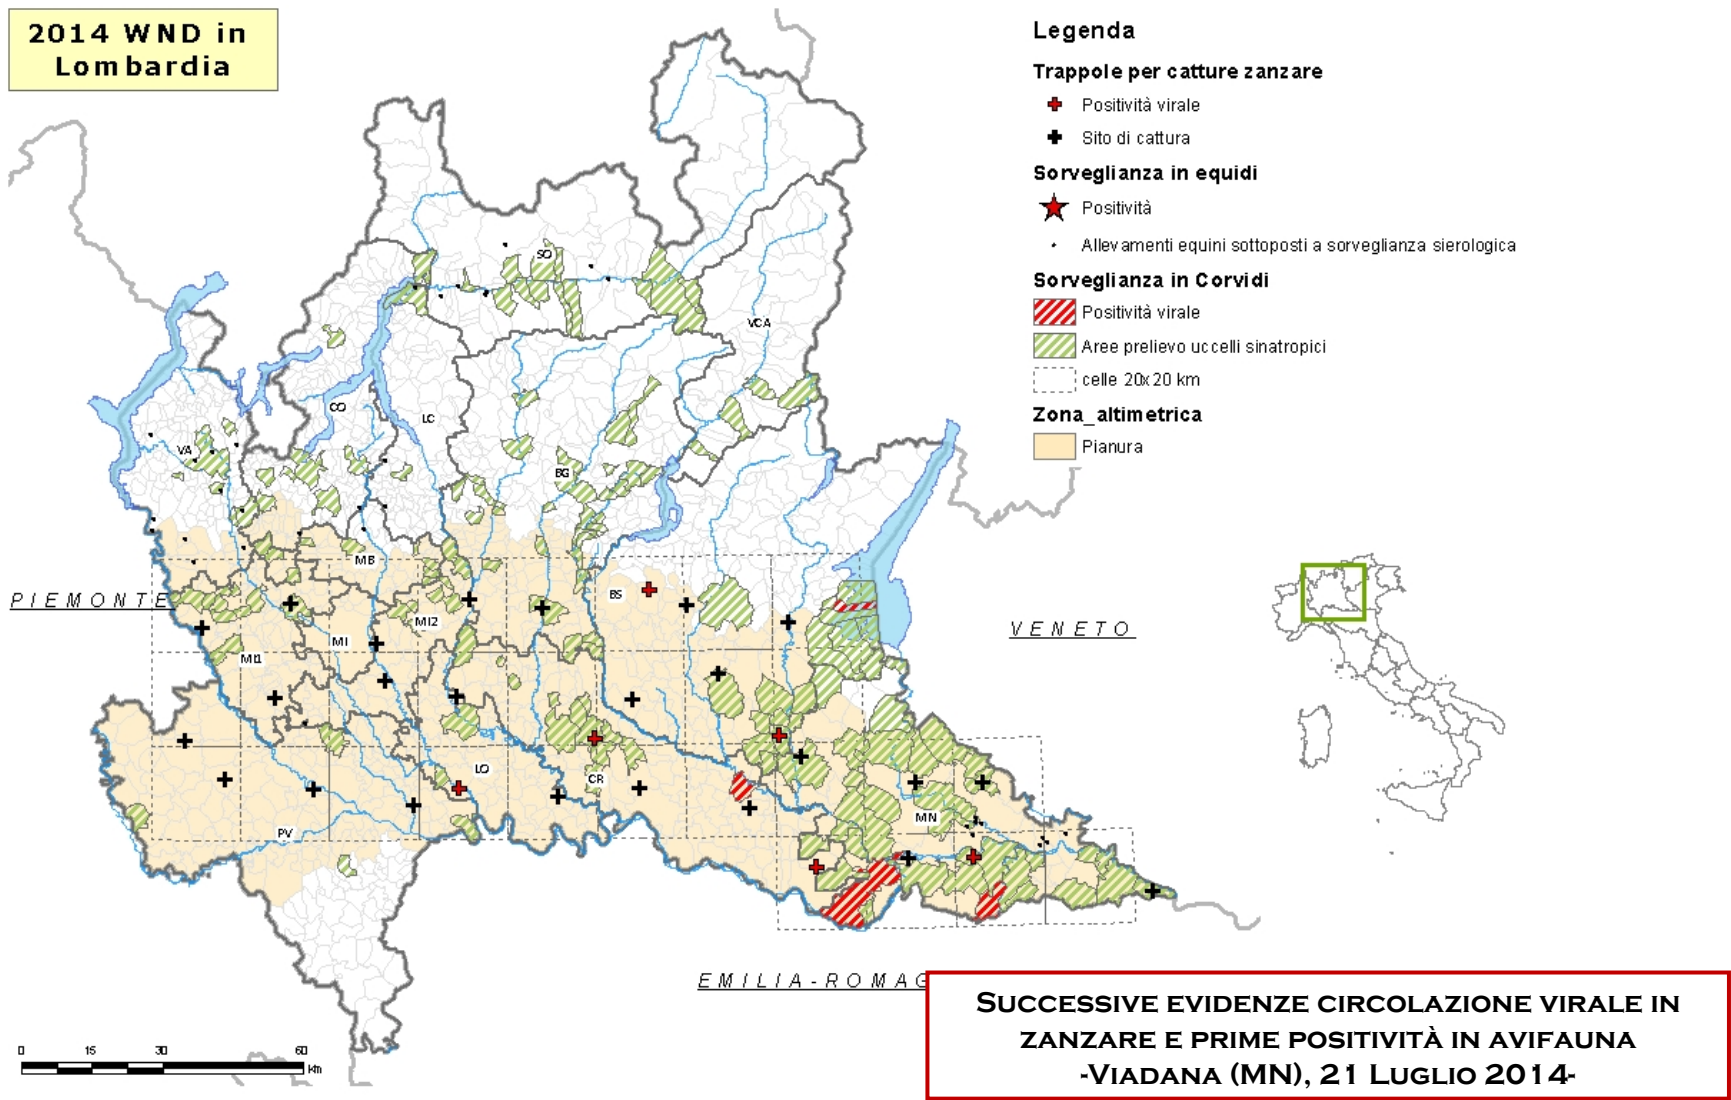 2014 WND in
Lombardia
Legenda
Trappole per catture zanzare
Positività virale
Sito di cattura
Sorveglianza in equidi
Positività
Allevamenti equini sottoposti a sorveglianza sierologica
Sorveglianza in Corvidi
Positività virale
Aree prelievo uccelli sinatropici
celle 20x20 km
Zona_altimetrica
Pianura
SO
VCA
CO
LC
VA
BG
MB
BS
PIEMONTE
MI2
MI
MI1
VENETO
LO
CR
MN
PV
EMILIA-ROMAG
0 15 30 60
km
SUCCESSIVE EVIDENZE CIRCOLAZIONE VIRALE IN
ZANZARE E PRIME POSITIVITÀ IN AVIFAUNA
-VIADANA (MN), 21 LUGLIO 2014-